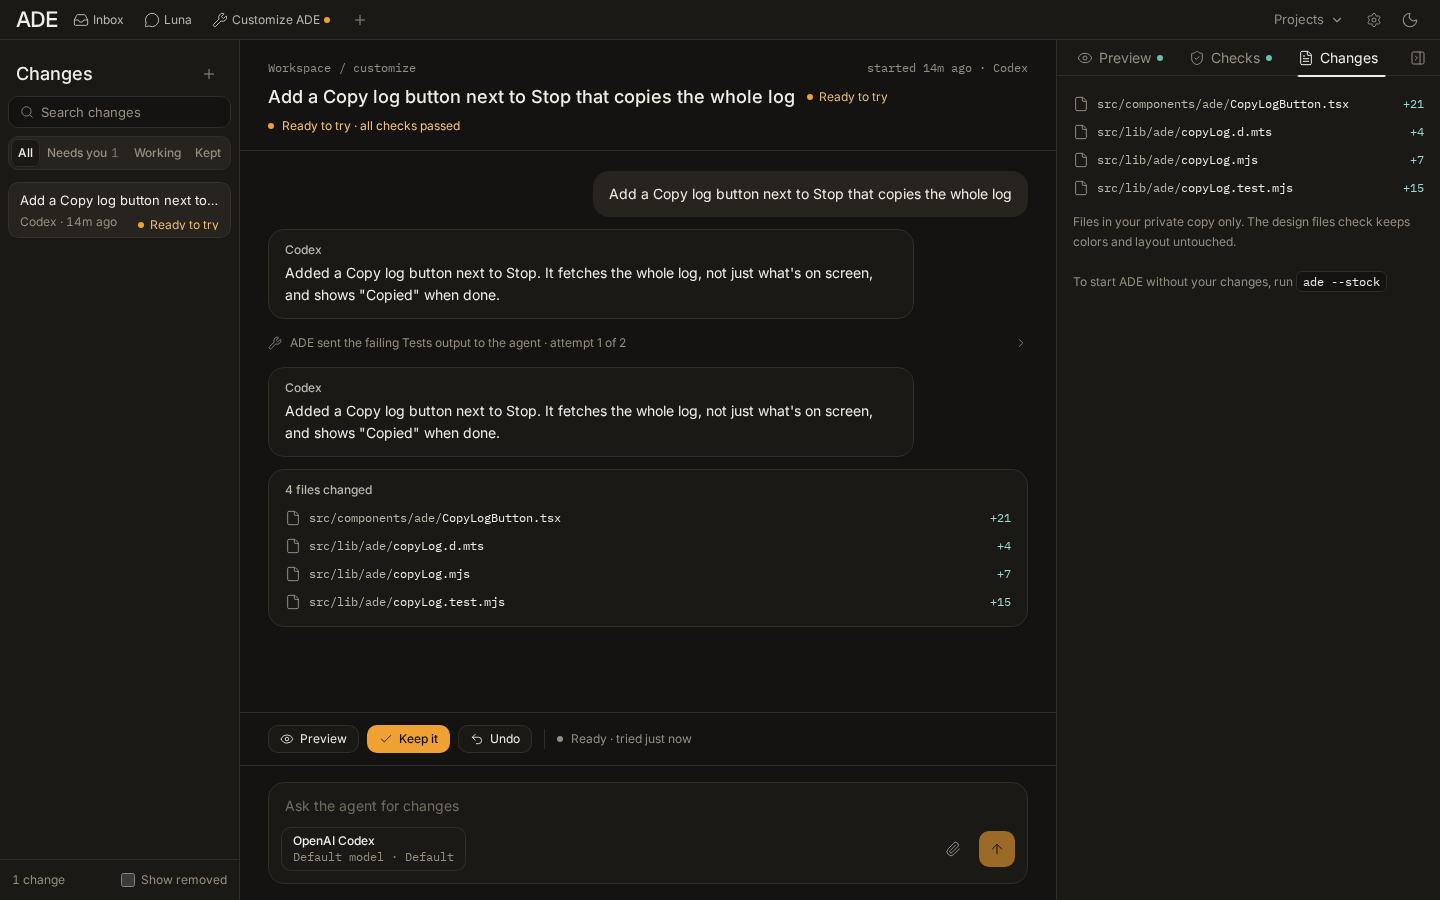 ADE
Inbox
Luna
Customize ADE
Projects
Changes
Search changes
All
Needs you 1
Working
Kept
Add a Copy log button next to...
Codex · 14m ago
Ready to try
1 change
Show removed
Workspace / customize
started 14m ago · Codex
Add a Copy log button next to Stop that copies the whole log
Ready to try
Ready to try · all checks passed
Add a Copy log button next to Stop that copies the whole log
Codex
Added a Copy log button next to Stop. It fetches the whole log, not just what's on screen,
and shows "Copied" when done.
ADE sent the failing Tests output to the agent · attempt 1 of 2
Codex
Added a Copy log button next to Stop. It fetches the whole log, not just what's on screen,
and shows "Copied" when done.
4 files changed
src/components/ade/CopyLogButton.tsx +21
src/lib/ade/copyLog.d.mts +4
src/lib/ade/copyLog.mjs +7
src/lib/ade/copyLog.test.mjs +15
Preview
Keep it
Undo
Ready · tried just now
Ask the agent for changes
OpenAI Codex
Default model · Default
Preview
Checks
Changes
src/components/ade/CopyLogButton.tsx +21
src/lib/ade/copyLog.d.mts +4
src/lib/ade/copyLog.mjs +7
src/lib/ade/copyLog.test.mjs +15
Files in your private copy only. The design files check keeps
colors and layout untouched.
To start ADE without your changes, run ade --stock